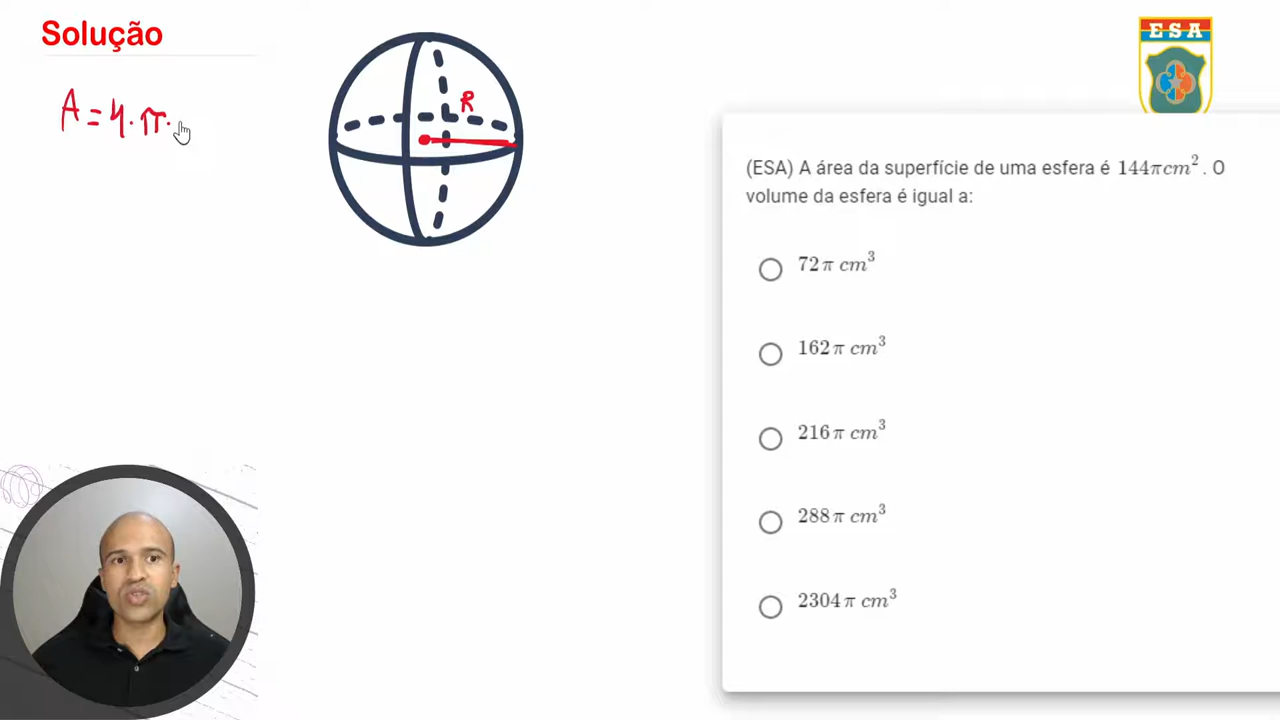 Solução
A = 4 · π ·
R
ESA
(ESA) A área da superfície de uma esfera é 144πcm². O
volume da esfera é igual a:
72π cm³
162π cm³
216π cm³
288π cm³
2304π cm³